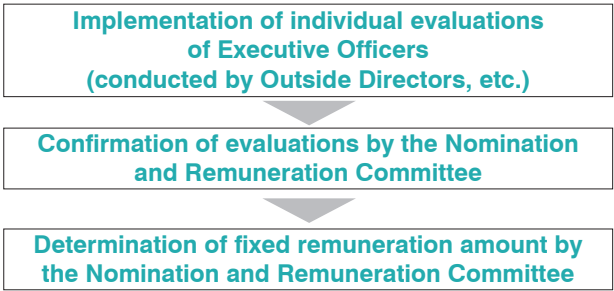 Implementation of individual evaluations
of Executive Officers
(conducted by Outside Directors, etc.)
Confirmation of evaluations by the Nomination
and Remuneration Committee
Determination of fixed remuneration amount by
the Nomination and Remuneration Committee